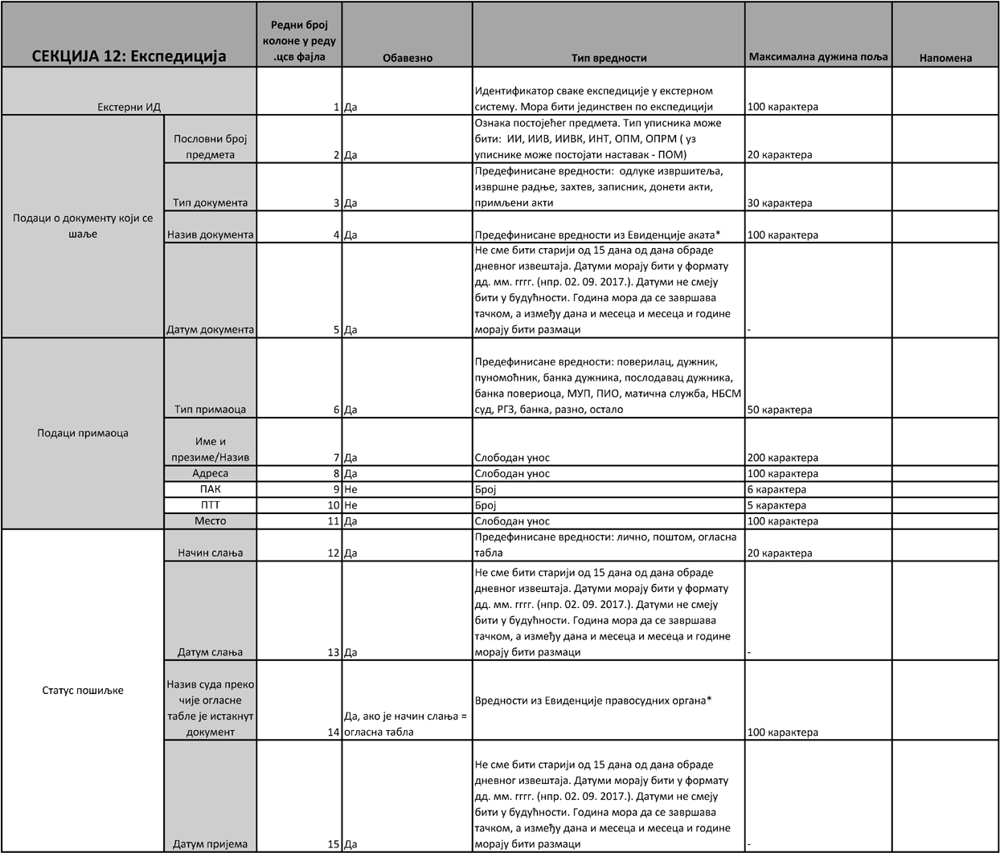 СЕКЦИЈА 12: Експедиција
Редни број
колоне у реду
.цсв фајла
Обавезно
Тип вредности
Максимална дужина поља
Напомена
Екстерни ИД
1
Да
Идентификатор сваке експедиције у екстерном
систему. Мора бити јединствен по експедицији
100 карактера
Подаци о документу који се
шаље
Пословни број
предмета
2
Да
Ознака постојећег предмета. Тип уписника може
бити:  ИИ, ИИВ, ИИВК, ИНТ, ОПМ, ОПРМ ( уз
уписнике може постојати наставак - ПОМ)
20 карактера
Тип документа
3
Да
Предефинисане вредности:  одлуке извршитеља,
извршне радње, захтев, записник, донети акти,
примљени акти
30 карактера
Назив документа
4
Да
Предефинисане вредности из Евиденције аката*
100 карактера
Датум документа
5
Да
Не сме бити старији од 15 дана од дана обраде
дневног извештаја. Датуми морају бити у формату
дд. мм. гггг. (нпр. 02. 09. 2017.). Датуми не смеју
бити у будућности. Година мора да се завршава
тачком, а између дана и месеца и месеца и године
морају бити размаци
-
Подаци примаоца
Тип примаоца
6
Да
Предефинисане вредности: поверилац, дужник,
пуномоћник, банка дужника, послодавац дужника,
банка повериоца, МУП, ПИО, матична служба, НБСМ
суд, РГЗ, банка, разно, остало
50 карактера
Име и
презиме/Назив
7
Да
Слободан унос
200 карактера
Адреса
8
Да
Слободан унос
100 карактера
ПАК
9
Не
Број
6 карактера
ПТТ
10
Не
Број
5 карактера
Место
11
Да
Слободан унос
100 карактера
Статус пошиљке
Начин слања
12
Да
Предефинисане вредности: лично, поштом, огласна
табла
20 карактера
Датум слања
13
Да
Не сме бити старији од 15 дана од дана обраде
дневног извештаја. Датуми морају бити у формату
дд. мм. гггг. (нпр. 02. 09. 2017.). Датуми не смеју
бити у будућности. Година мора да се завршава
тачком, а између дана и месеца и месеца и године
морају бити размаци
-
Назив суда преко
чије огласне
табле је истакнут
документ
14
Да, ако је начин слања =
огласна табла
Вредности из Евиденције правосудних органа*
100 карактера
Датум пријема
15
Да
Не сме бити старији од 15 дана од дана обраде
дневног извештаја. Датуми морају бити у формату
дд. мм. гггг. (нпр. 02. 09. 2017.). Датуми не смеју
бити у будућности. Година мора да се завршава
тачком, а између дана и месеца и месеца и године
морају бити размаци
-